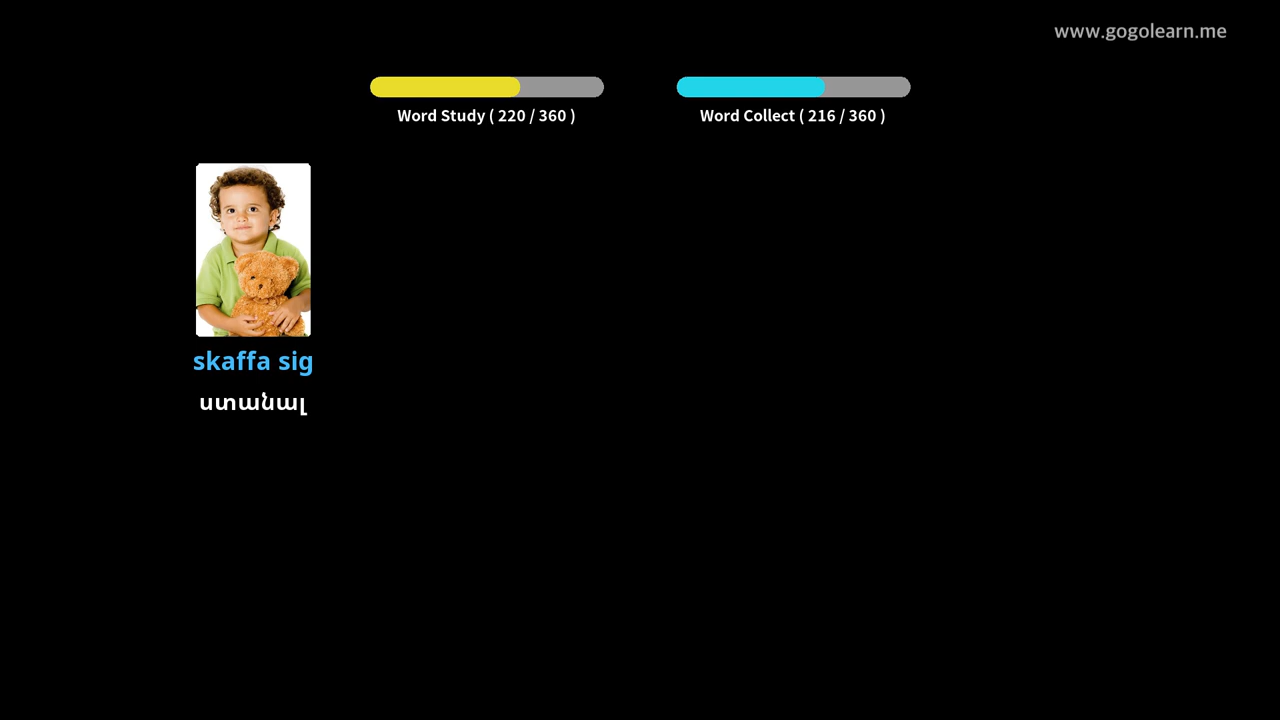 www.gogolearn.me
Word Study ( 220 / 360 )
Word Collect ( 216 / 360 )
skaffa sig
ստանալ